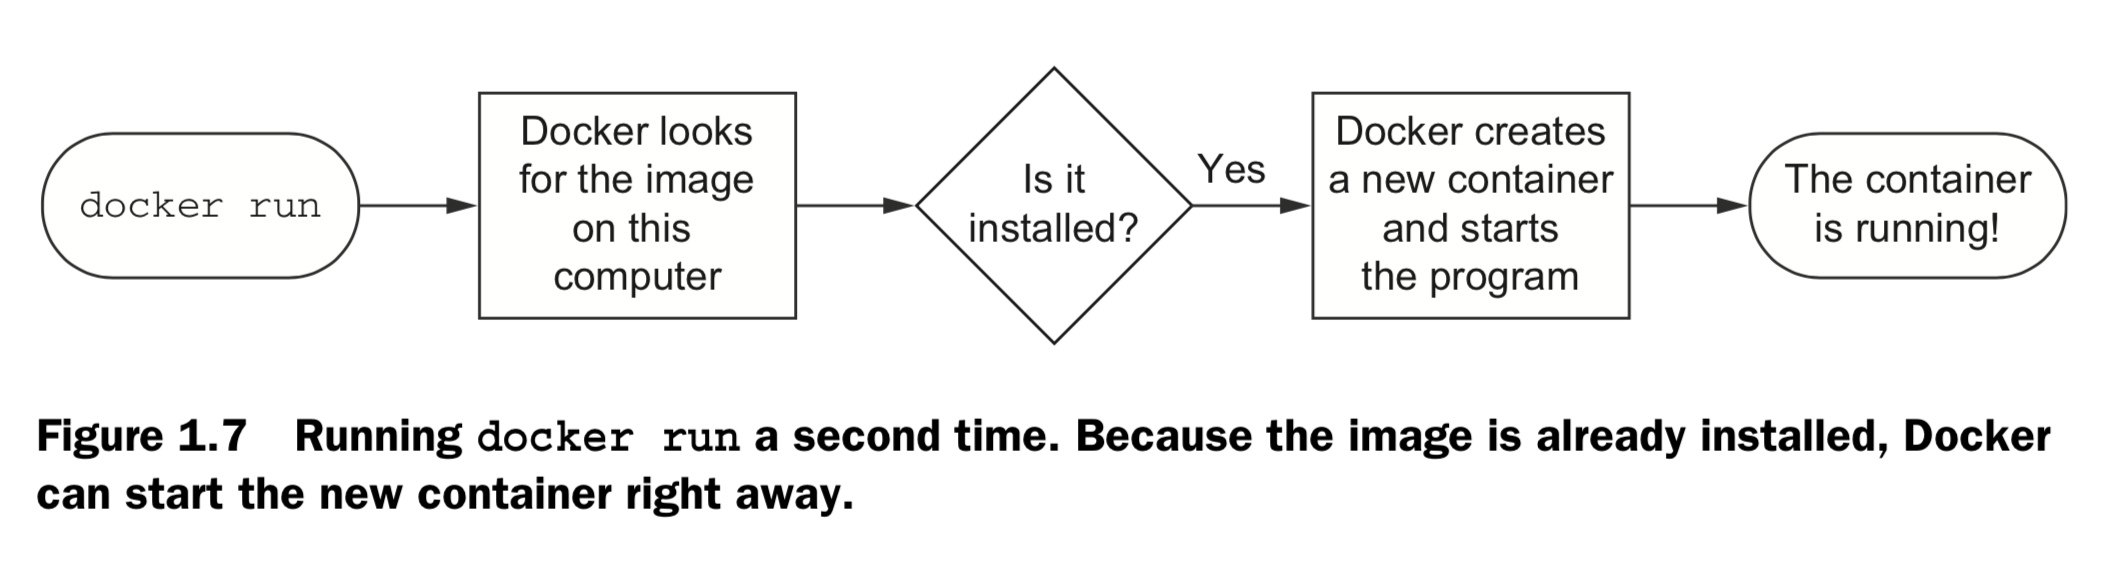 docker run
Docker looks
for the image
on this
computer
Is it
installed?
Yes
Docker creates
a new container
and starts
the program
The container
is running!
Figure 1.7 Running docker run a second time. Because the image is already installed, Docker
can start the new container right away.